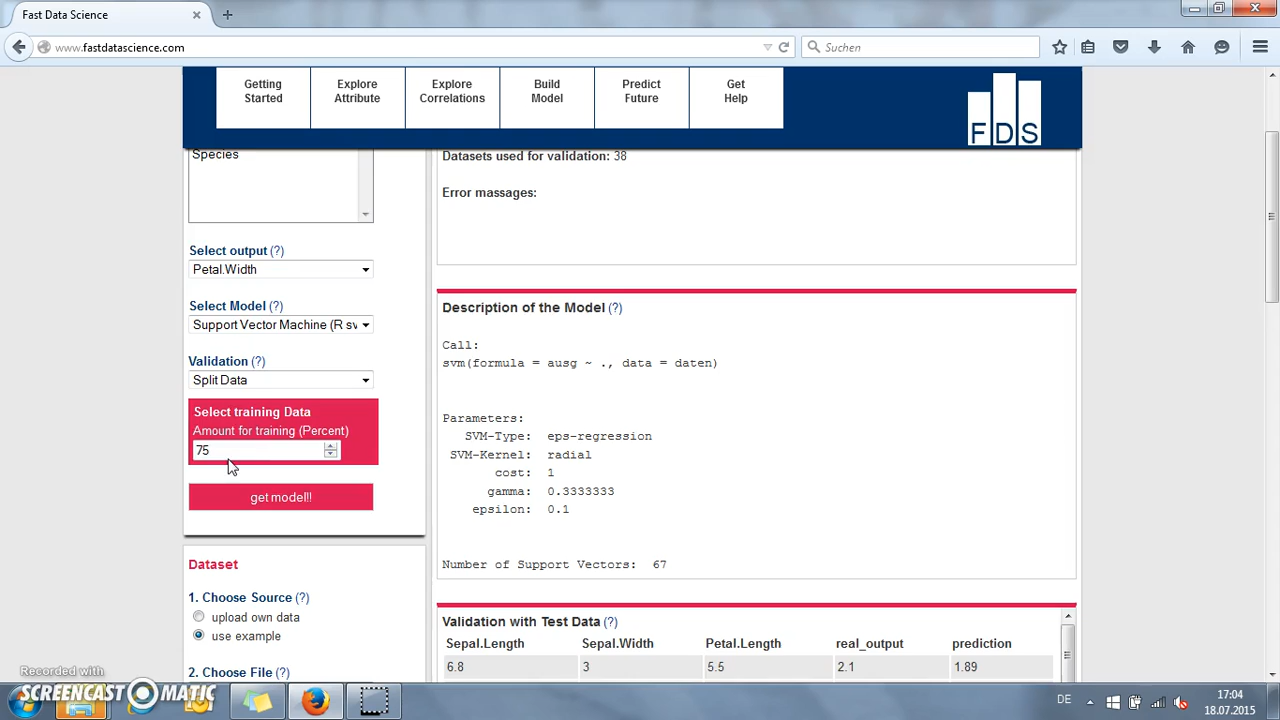 Fast Data Science
www.fastdatascience.com
Suchen
Getting Started
Explore Attribute
Explore Correlations
Build Model
Predict Future
Get Help
FDS
Species
Select output (?)
Petal.Width
Select Model (?)
Support Vector Machine (R sv
Validation (?)
Split Data
Select training Data
Amount for training (Percent)
75
get model!!
Dataset
1. Choose Source (?)
upload own data
use example
2. Choose File (?)
Datasets used for validation: 38
Error massages:
Description of the Model (?)
Call:
svm(formula = ausg ~ ., data = daten)
Parameters:
SVM-Type: eps-regression
SVM-Kernel: radial
cost: 1
gamma: 0.3333333
epsilon: 0.1
Number of Support Vectors: 67
Validation with Test Data (?)
Sepal.Length Sepal.Width Petal.Length real_output prediction
6.8 3 5.5 2.1 1.89
Recorded with
SCREENCAST-O-MATIC
DE
17:04
18.07.2015